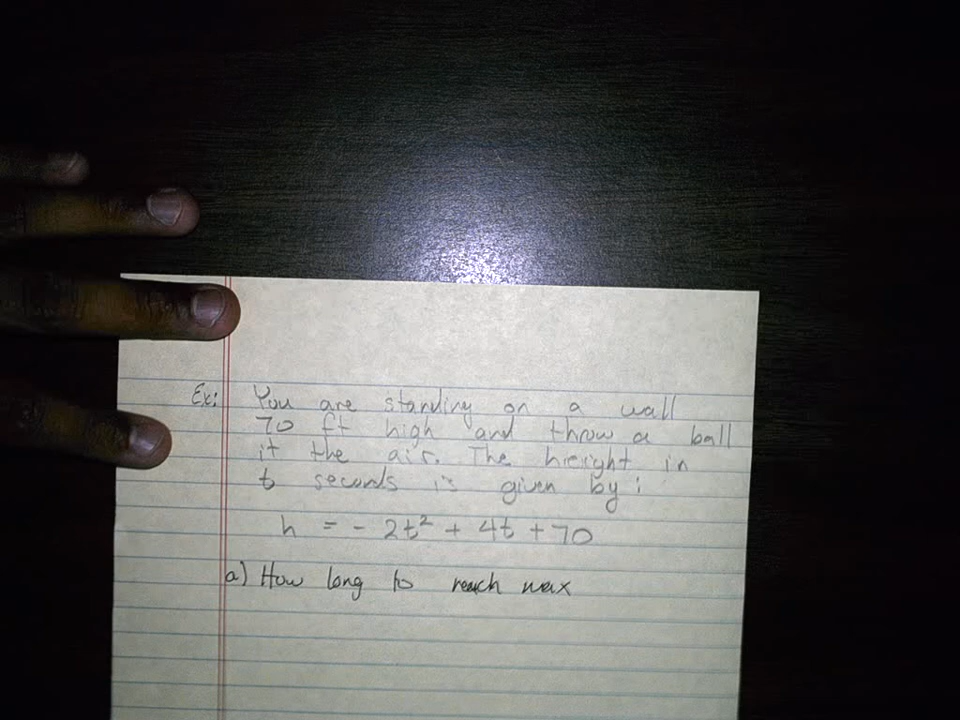 Ex: You are standing on a wall
70 ft high and throw a ball
it the air. The height in
t seconds is given by:
h = - 2t² + 4t + 70
a) How long to reach max